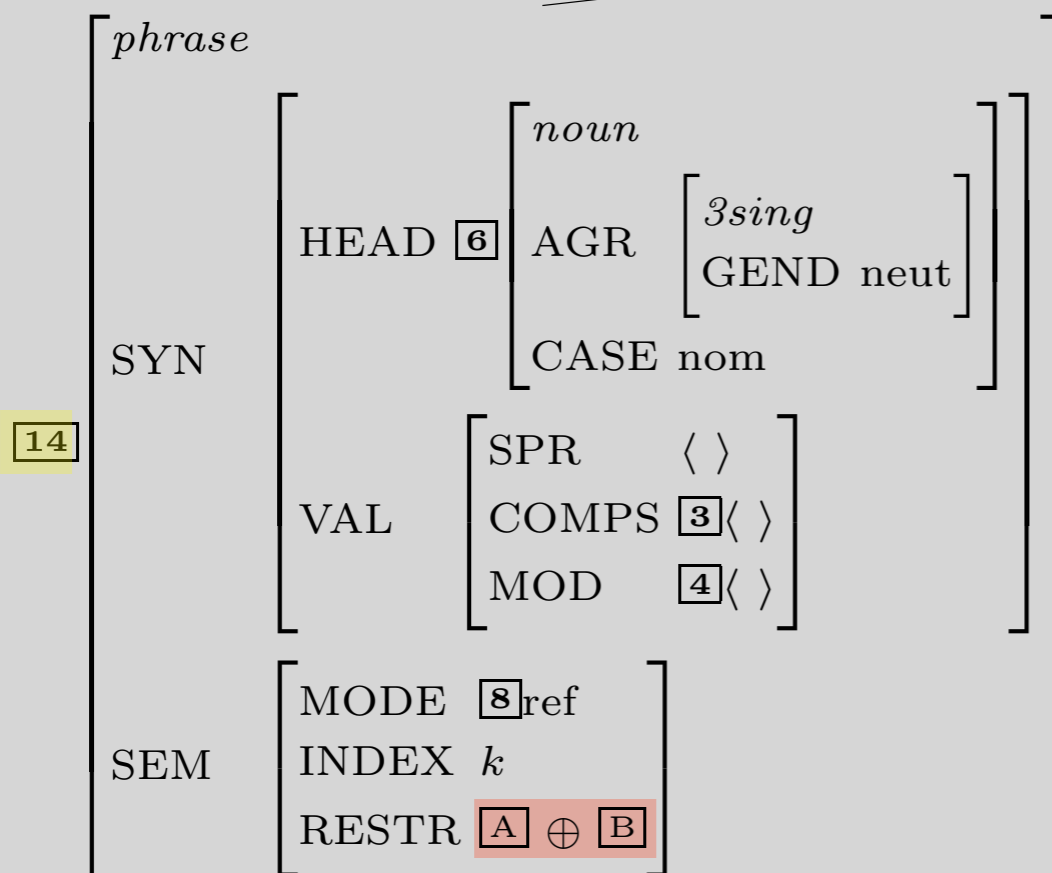 phrase
noun
3sing
HEAD 6 AGR
GEND neut
SYN
CASE nom
14
SPR ⟨ ⟩
VAL COMPS 3⟨ ⟩
MOD 4⟨ ⟩
MODE 8ref
SEM INDEX k
RESTR A ⊕ B